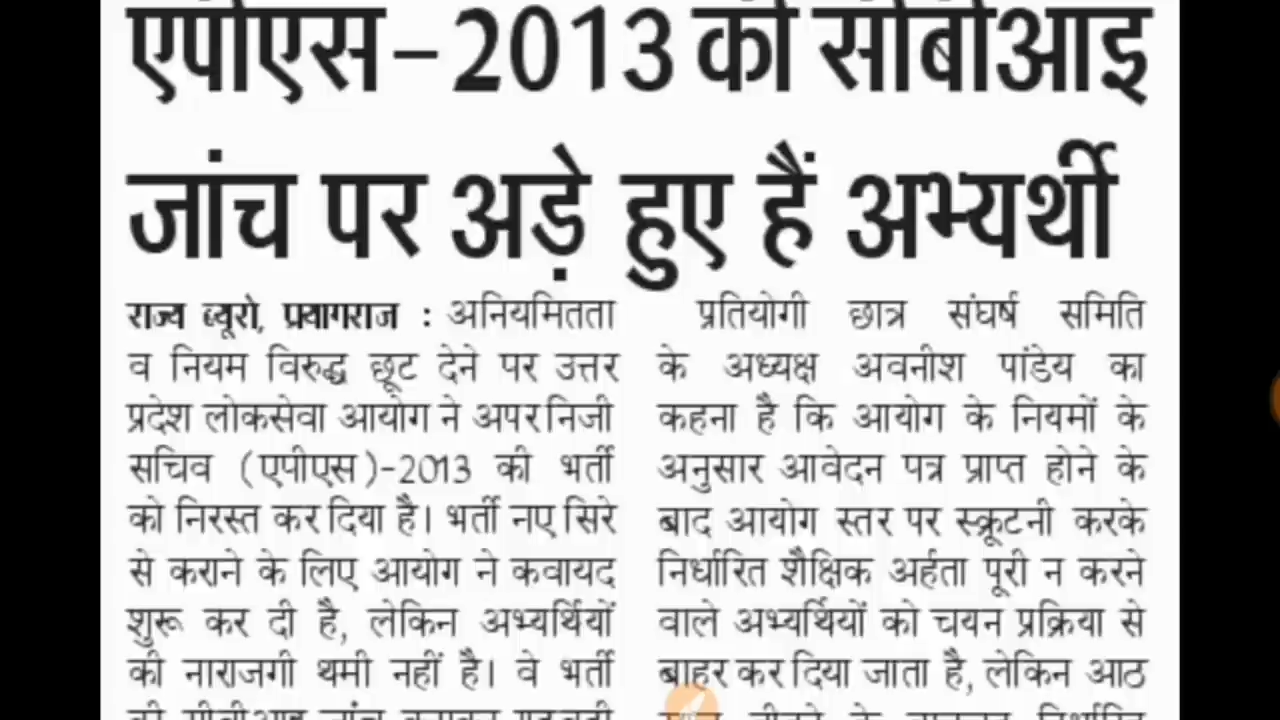 एपीएस-2013 की सीबीआइ
जांच पर अड़े हुए हैं अभ्यर्थी
राज्य ब्यूरो, प्रयागराज : अनियमितता
व नियम विरुद्ध छूट देने पर उत्तर
प्रदेश लोकसेवा आयोग ने अपर निजी
सचिव (एपीएस)-2013 की भर्ती
को निरस्त कर दिया है। भर्ती नए सिरे
से कराने के लिए आयोग ने कवायद
शुरू कर दी है, लेकिन अभ्यर्थियों
की नाराजगी थमी नहीं है। वे भर्ती
प्रतियोगी छात्र संघर्ष समिति
के अध्यक्ष अवनीश पांडेय का
कहना है कि आयोग के नियमों के
अनुसार आवेदन पत्र प्राप्त होने के
बाद आयोग स्तर पर स्क्रूटनी करके
निर्धारित शैक्षिक अर्हता पूरी न करने
वाले अभ्यर्थियों को चयन प्रक्रिया से
बाहर कर दिया जाता है, लेकिन आठ